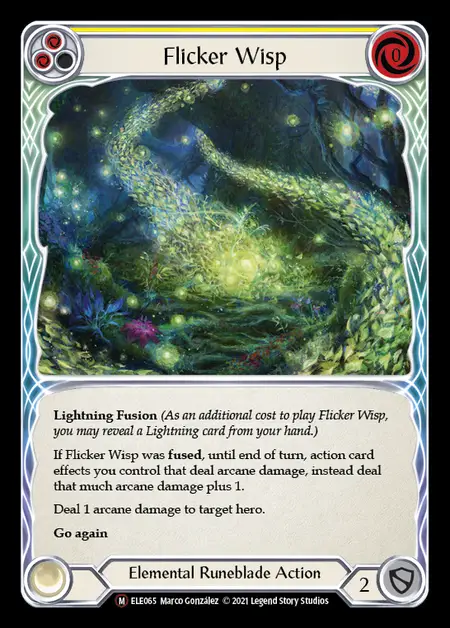 Flicker Wisp
0
Lightning Fusion (As an additional cost to play Flicker Wisp,
you may reveal a Lightning card from your hand.)
If Flicker Wisp was fused, until end of turn, action card
effects you control that deal arcane damage, instead deal
that much arcane damage plus 1.
Deal 1 arcane damage to target hero.
Go again
Elemental Runeblade Action
2
M ELE065 Marco González © 2021 Legend Story Studios